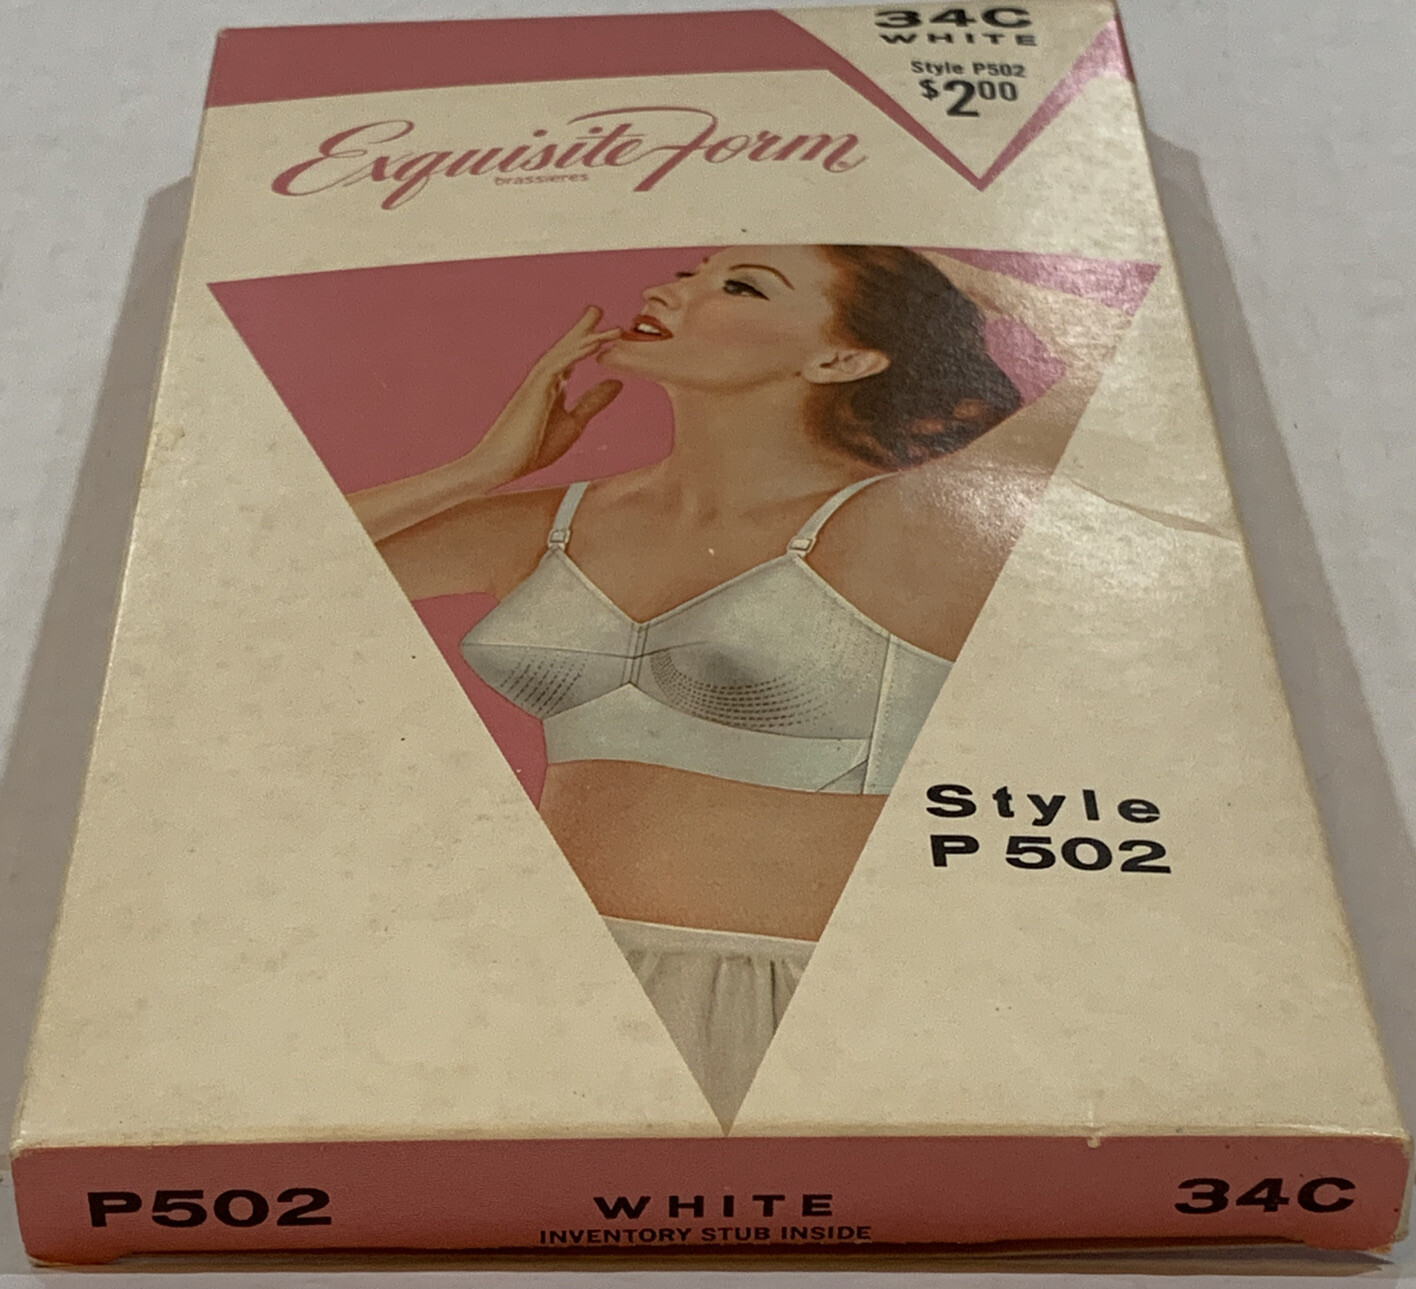 34C
WHITE
Style P502
$2.00
Exquisite Form
brassieres
Style
P 502
P502
WHITE
34C
INVENTORY STUB INSIDE